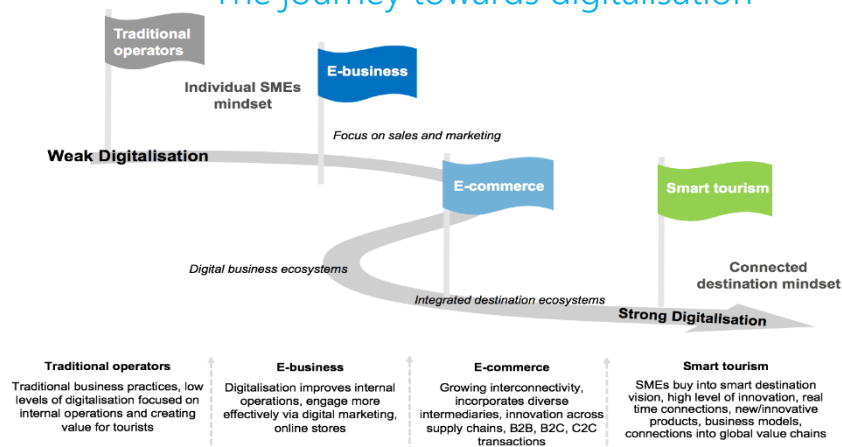 The journey towards digitalisation
Traditional
operators
E-business
Individual SMEs
mindset
Focus on sales and marketing
Weak Digitalisation
E-commerce
Smart tourism
Digital business ecosystems
Connected
destination mindset
Integrated destination ecosystems
Strong Digitalisation
Traditional operators
Traditional business practices, low
levels of digitalisation focused on
internal operations and creating
value for tourists
E-business
Digitalisation improves internal
operations, engage more
effectively via digital marketing,
online stores
E-commerce
Growing interconnectivity,
incorporates diverse
intermediaries, innovation across
supply chains, B2B, B2C, C2C
transactions
Smart tourism
SMEs buy into smart destination
vision, high level of innovation, real
time connections, new/innovative
products, business models,
connections into global value chains